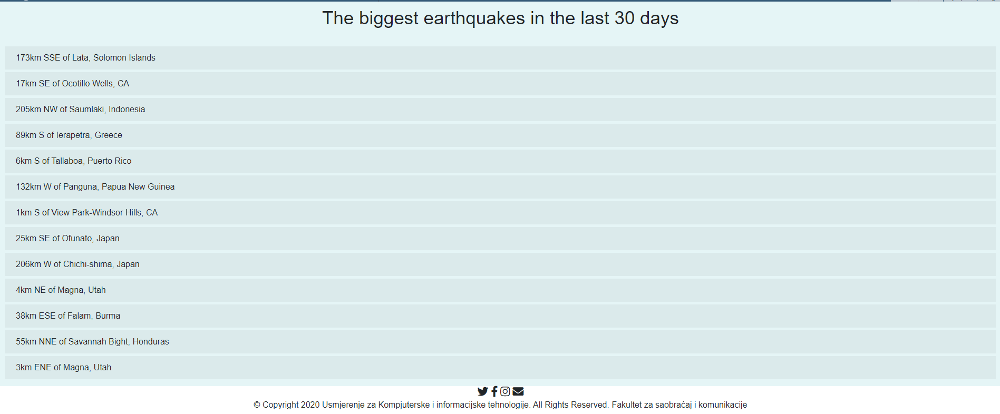 The biggest earthquakes in the last 30 days
173km SSE of Lata, Solomon Islands
17km SE of Ocotillo Wells, CA
205km NW of Saumlaki, Indonesia
89km S of Ierapetra, Greece
6km S of Tallaboa, Puerto Rico
132km W of Panguna, Papua New Guinea
1km S of View Park-Windsor Hills, CA
25km SE of Ofunato, Japan
206km W of Chichi-shima, Japan
4km NE of Magna, Utah
38km ESE of Falam, Burma
55km NNE of Savannah Bight, Honduras
3km ENE of Magna, Utah
© Copyright 2020 Usmjerenje za Kompjuterske i informacijske tehnologije. All Rights Reserved. Fakultet za saobraćaj i komunikacije